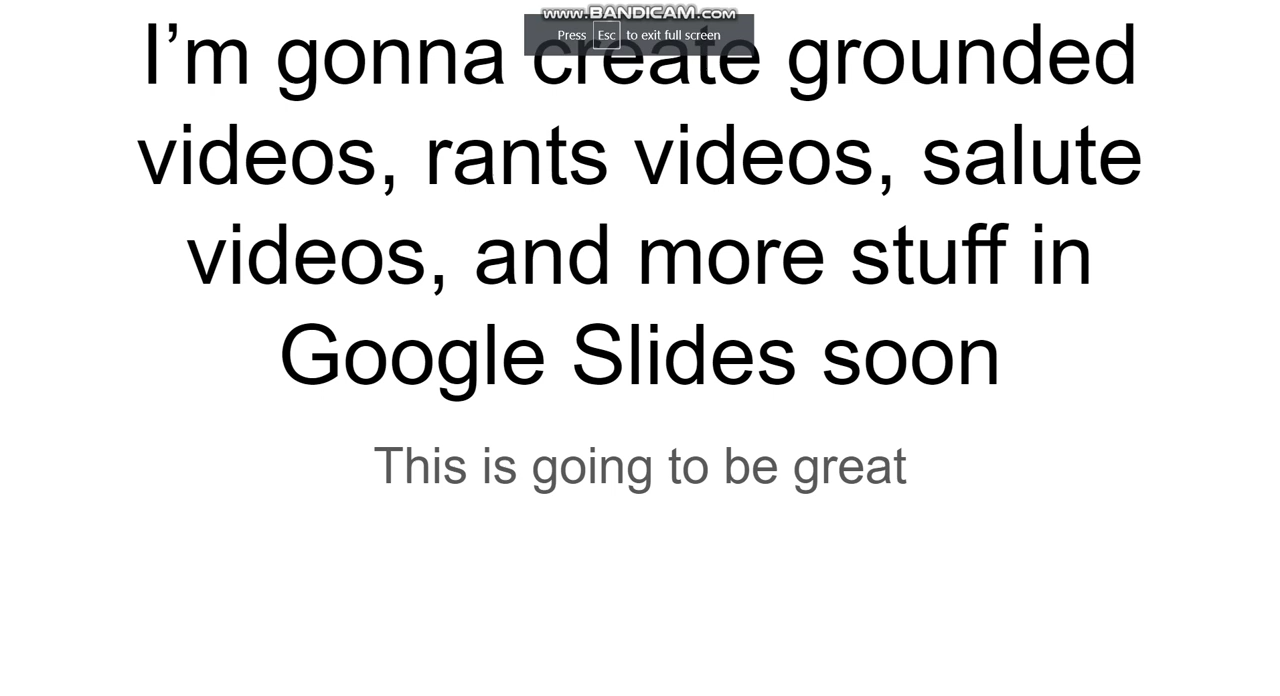 www.BANDICAM.com
Press Esc to exit full screen
I’m gonna create grounded
videos, rants videos, salute
videos, and more stuff in
Google Slides soon
This is going to be great